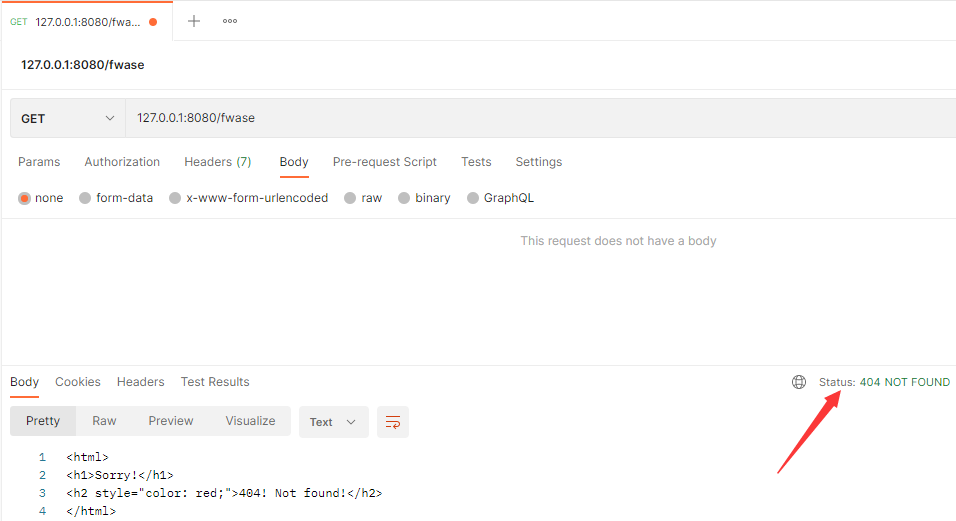 GET 127.0.0.1:8080/fwa...
127.0.0.1:8080/fwase
GET 127.0.0.1:8080/fwase
Params Authorization Headers (7) Body Pre-request Script Tests Settings
none form-data x-www-form-urlencoded raw binary GraphQL
This request does not have a body
Body Cookies Headers Test Results Status: 404 NOT FOUND
Pretty Raw Preview Visualize Text
1 <html>
2 <h1>Sorry!</h1>
3 <h2 style="color: red;">404! Not found!</h2>
4 </html>